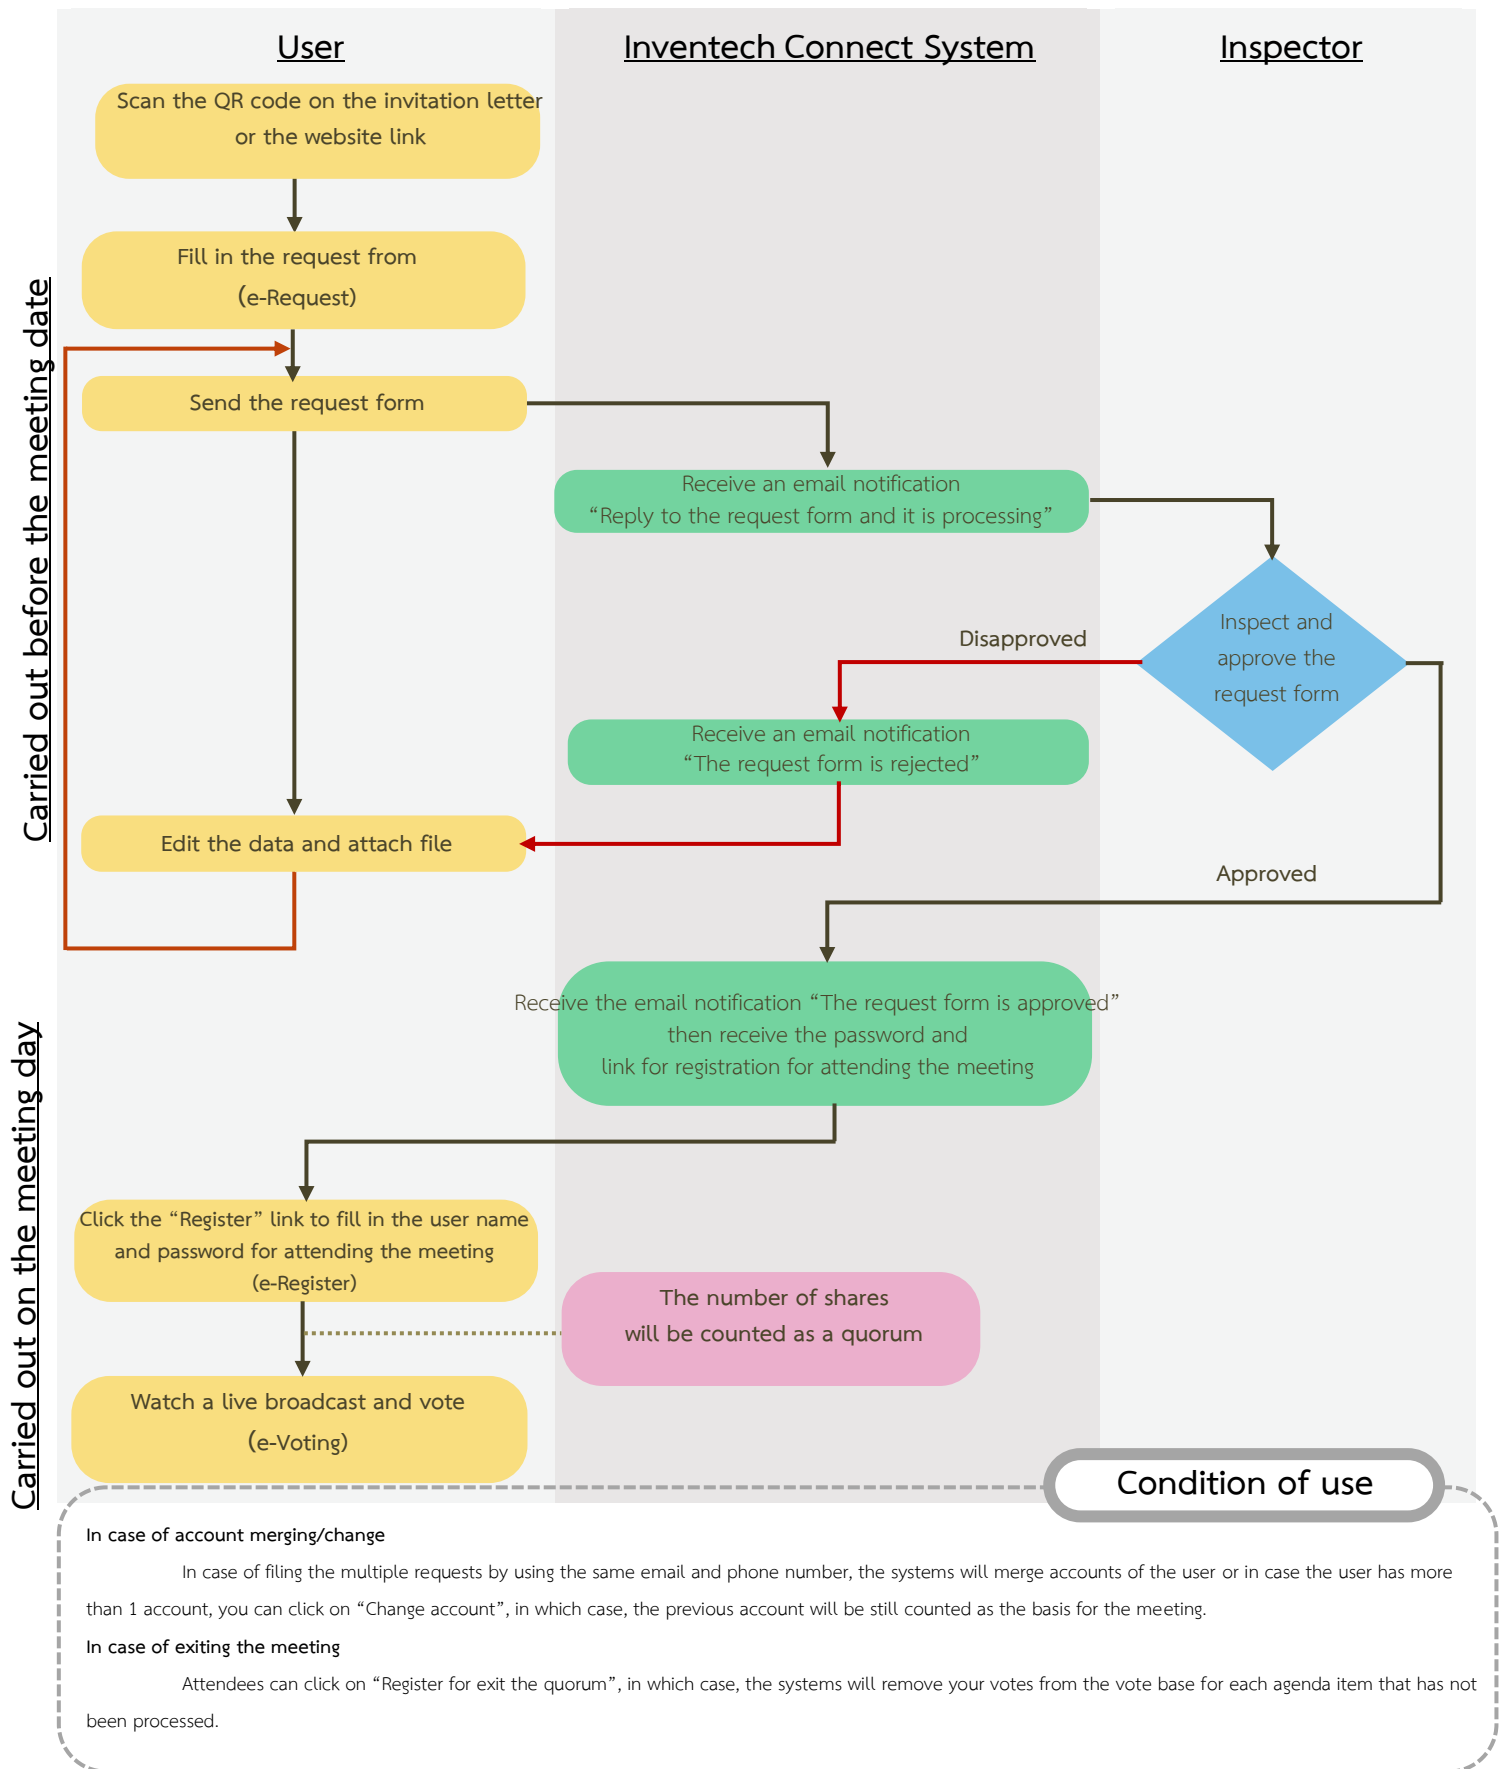 User
Inventech Connect System
Inspector
Scan the QR code on the invitation letter
or the website link
Fill in the request from
(e-Request)
Carried out before the meeting date
Send the request form
Receive an email notification
“Reply to the request form and it is processing”
Inspect and
approve the
request form
Disapproved
Receive an email notification
“The request form is rejected”
Edit the data and attach file
Approved
Receive the email notification “The request form is approved”
then receive the password and
link for registration for attending the meeting
Carried out on the meeting day
Click the “Register” link to fill in the user name
and password for attending the meeting
(e-Register)
The number of shares
will be counted as a quorum
Watch a live broadcast and vote
(e-Voting)
Condition of use
In case of account merging/change
In case of filing the multiple requests by using the same email and phone number, the systems will merge accounts of the user or in case the user has more
than 1 account, you can click on “Change account”, in which case, the previous account will be still counted as the basis for the meeting.
In case of exiting the meeting
Attendees can click on “Register for exit the quorum”, in which case, the systems will remove your votes from the vote base for each agenda item that has not
been processed.